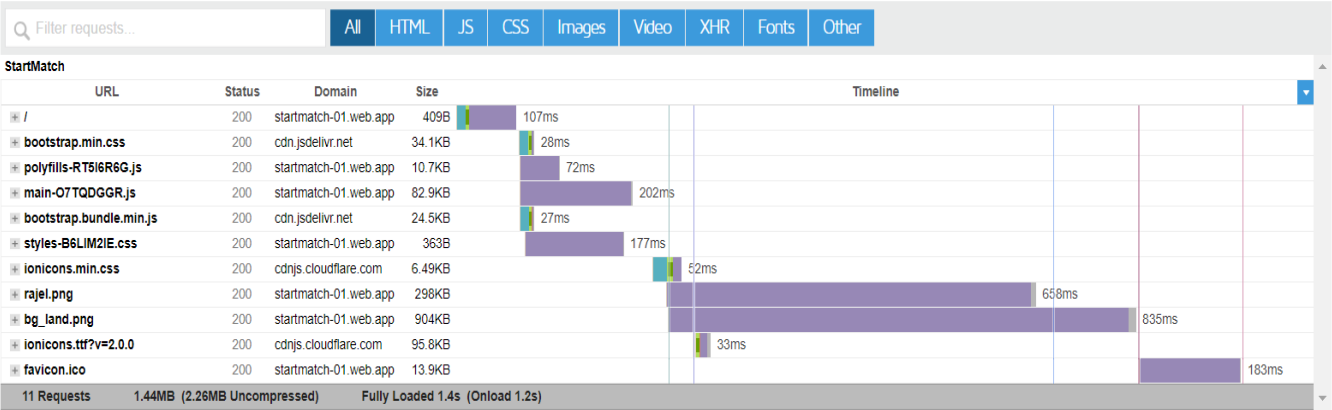 Filter requests...
All HTML JS CSS Images Video XHR Fonts Other
StartMatch
URL Status Domain Size Timeline
/ 200 startmatch-01.web.app 409B 107ms
bootstrap.min.css 200 cdn.jsdelivr.net 34.1KB 28ms
polyfills-RT5I6R6G.js 200 startmatch-01.web.app 10.7KB 72ms
main-O7TQDGGR.js 200 startmatch-01.web.app 82.9KB 202ms
bootstrap.bundle.min.js 200 cdn.jsdelivr.net 24.5KB 27ms
styles-B6LIM2IE.css 200 startmatch-01.web.app 363B 177ms
ionicons.min.css 200 cdnjs.cloudflare.com 6.49KB 52ms
rajel.png 200 startmatch-01.web.app 298KB 658ms
bg_land.png 200 startmatch-01.web.app 904KB 835ms
ionicons.ttf?v=2.0.0 200 cdnjs.cloudflare.com 95.8KB 33ms
favicon.ico 200 startmatch-01.web.app 13.9KB 183ms
11 Requests 1.44MB (2.26MB Uncompressed) Fully Loaded 1.4s (Onload 1.2s)